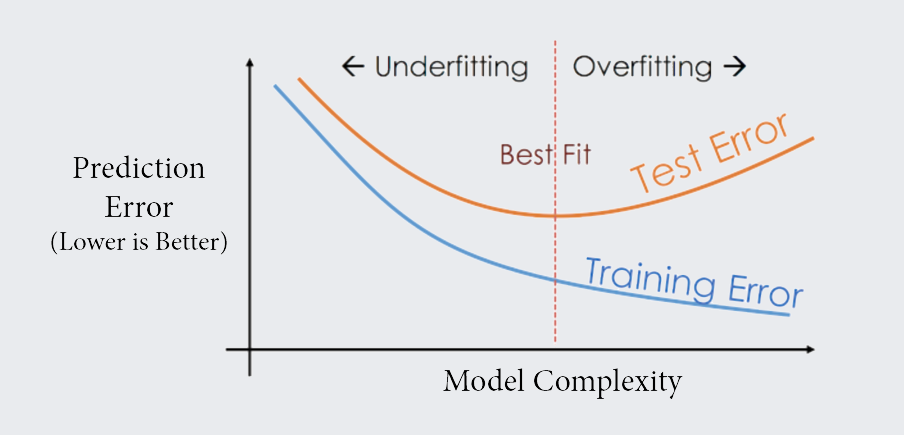 ← Underfitting
Overfitting →
Best Fit
Test Error
Prediction
Error
(Lower is Better)
Training Error
Model Complexity